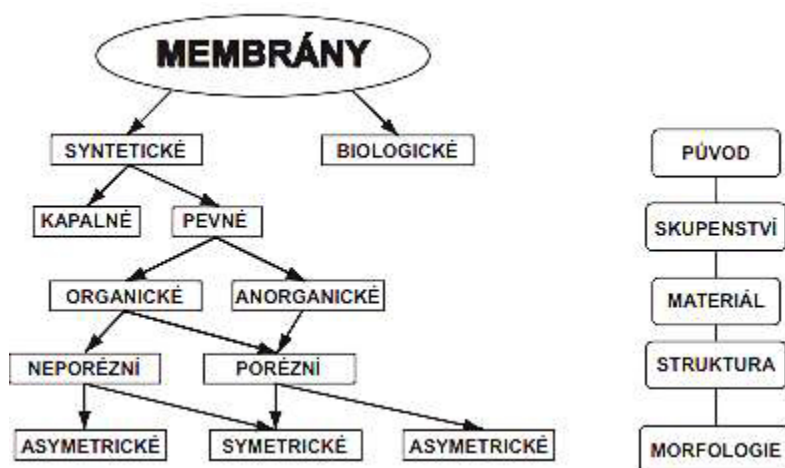 MEMBRÁNY
SYNTETICKÉ
BIOLOGICKÉ
PŮVOD
KAPALNÉ
PEVNÉ
SKUPENSTVÍ
ORGANICKÉ
ANORGANICKÉ
MATERIÁL
NEPORÉZNÍ
PORÉZNÍ
STRUKTURA
ASYMETRICKÉ
SYMETRICKÉ
ASYMETRICKÉ
MORFOLOGIE